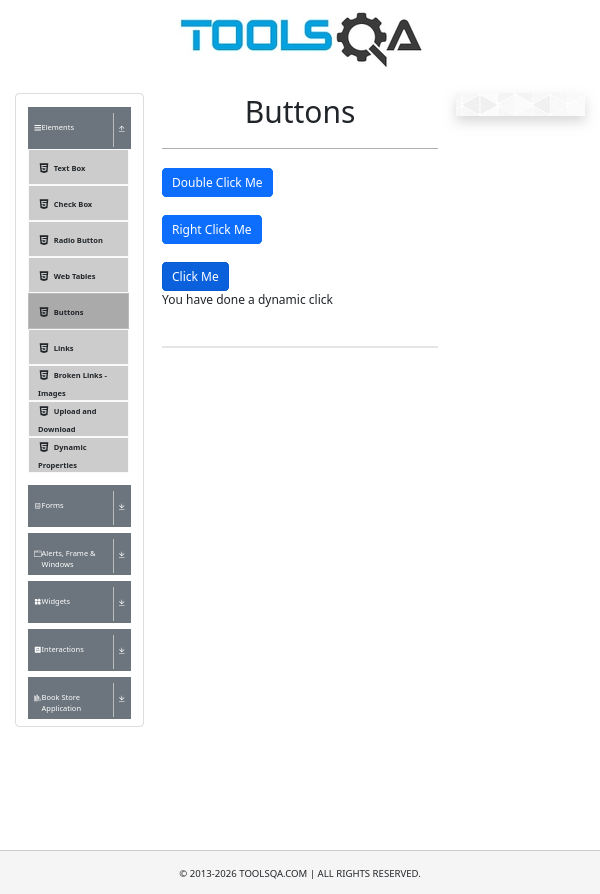 TOOLSQA
Elements
Text Box
Check Box
Radio Button
Web Tables
Buttons
Links
Broken Links -
Images
Upload and
Download
Dynamic
Properties
Forms
Alerts, Frame &
Windows
Widgets
Interactions
Book Store
Application
Buttons
Double Click Me
Right Click Me
Click Me
You have done a dynamic click
© 2013-2026 TOOLSQA.COM | ALL RIGHTS RESERVED.